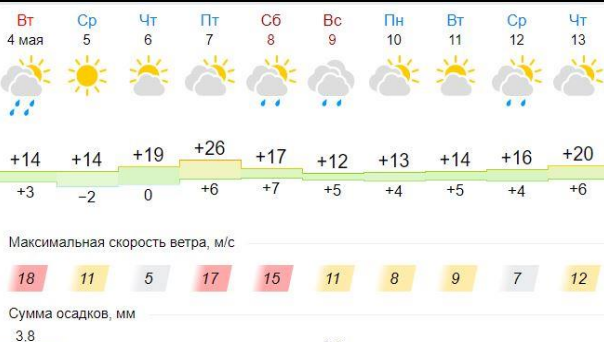 Вт Ср Чт Пт Сб Вс Пн Вт Ср Чт
4 мая 5 6 7 8 9 10 11 12 13
+14 +14 +19 +26 +17 +12 +13 +14 +16 +20
+3 −2 0 +6 +7 +5 +4 +5 +4 +6
Максимальная скорость ветра, м/с
18 11 5 17 15 11 8 9 7 12
Сумма осадков, мм
3.8